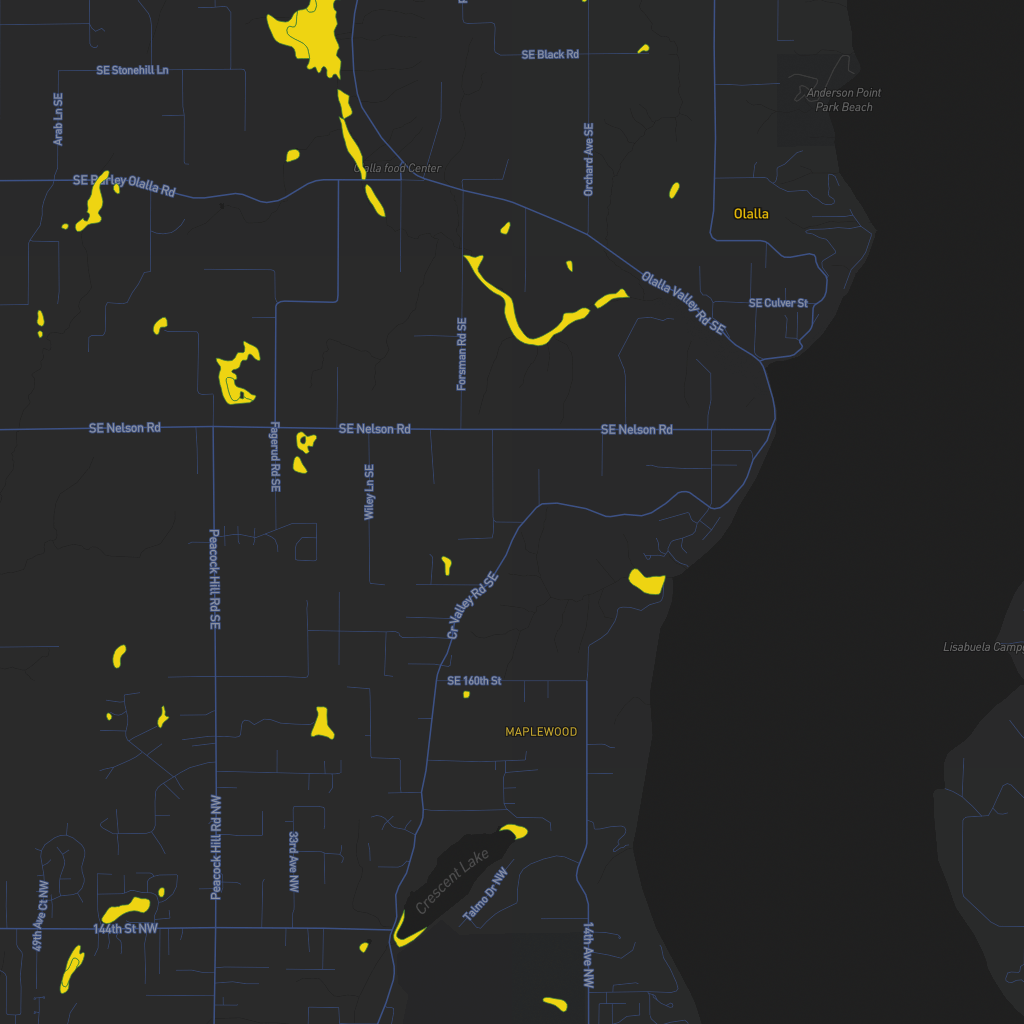 SE Black Rd
SE Stonehill Ln
Anderson Point
Park Beach
Arab Ln SE
Orchard Ave SE
Olalla food Center
SE Burley Olalla Rd
Olalla
Olalla Valley Rd SE
SE Culver St
Forsman Rd SE
SE Nelson Rd
SE Nelson Rd
SE Nelson Rd
Fagerud Rd SE
Wiley Ln SE
Peacock Hill Rd SE
Cr Valley Rd SE
Lisabuela Campg
SE 160th St
MAPLEWOOD
Peacock Hill Rd NW
33rd Ave NW
Crescent Lake
Talmo Dr NW
49th Ave Ct NW
144th St NW
14th Ave NW